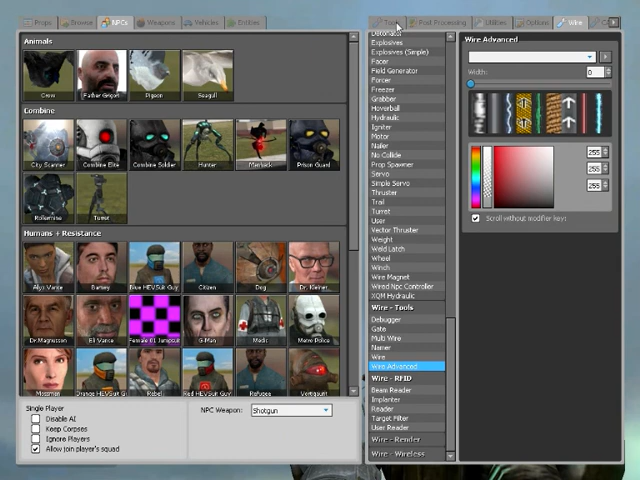 Props Browse NPCs Weapons Vehicles Entities
Tools Post Processing Utilities Options Wire
Animals
Crow Father Grigori Pigeon Seagull
Combine
City Scanner Combine Elite Combine Soldier Hunter Manhack Prison Guard
Rollermine Turret
Humans + Resistance
Alyx Vance Barney Blue HEVSuit Gu Citizen Dog Dr. Kleiner
Dr.Magnusson Eli Vance Female 01 Jumpsuit G-Man Medic Metro Police
Mossman Orange HEVSuit G Rebel Red HEVSuit Gu Refugee Vortigaunt
Single Player
Disable AI
Keep Corpses
Ignore Players
Allow join player's squad
NPC Weapon: Shotgun
Detonator
Explosives
Explosives (Simple)
Facer
Field Generator
Forcer
Freezer
Grabber
Hoverball
Hydraulic
Igniter
Motor
Nailer
No Collide
Prop Spawner
Servo
Simple Servo
Thruster
Trail
Turret
User
Vector Thruster
Weight
Weld Latch
Wheel
Winch
Wire Magnet
Wired Npc Controller
XQM Hydraulic
Wire - Tools
Debugger
Gate
Multi Wire
Namer
Wire
Wire Advanced
Wire - RFID
Beam Reader
Implanter
Reader
Target Filter
User Reader
Wire - Render
Wire - Wireless
Wire Advanced
Width: 0
255
255
255
Scroll without modifier key: